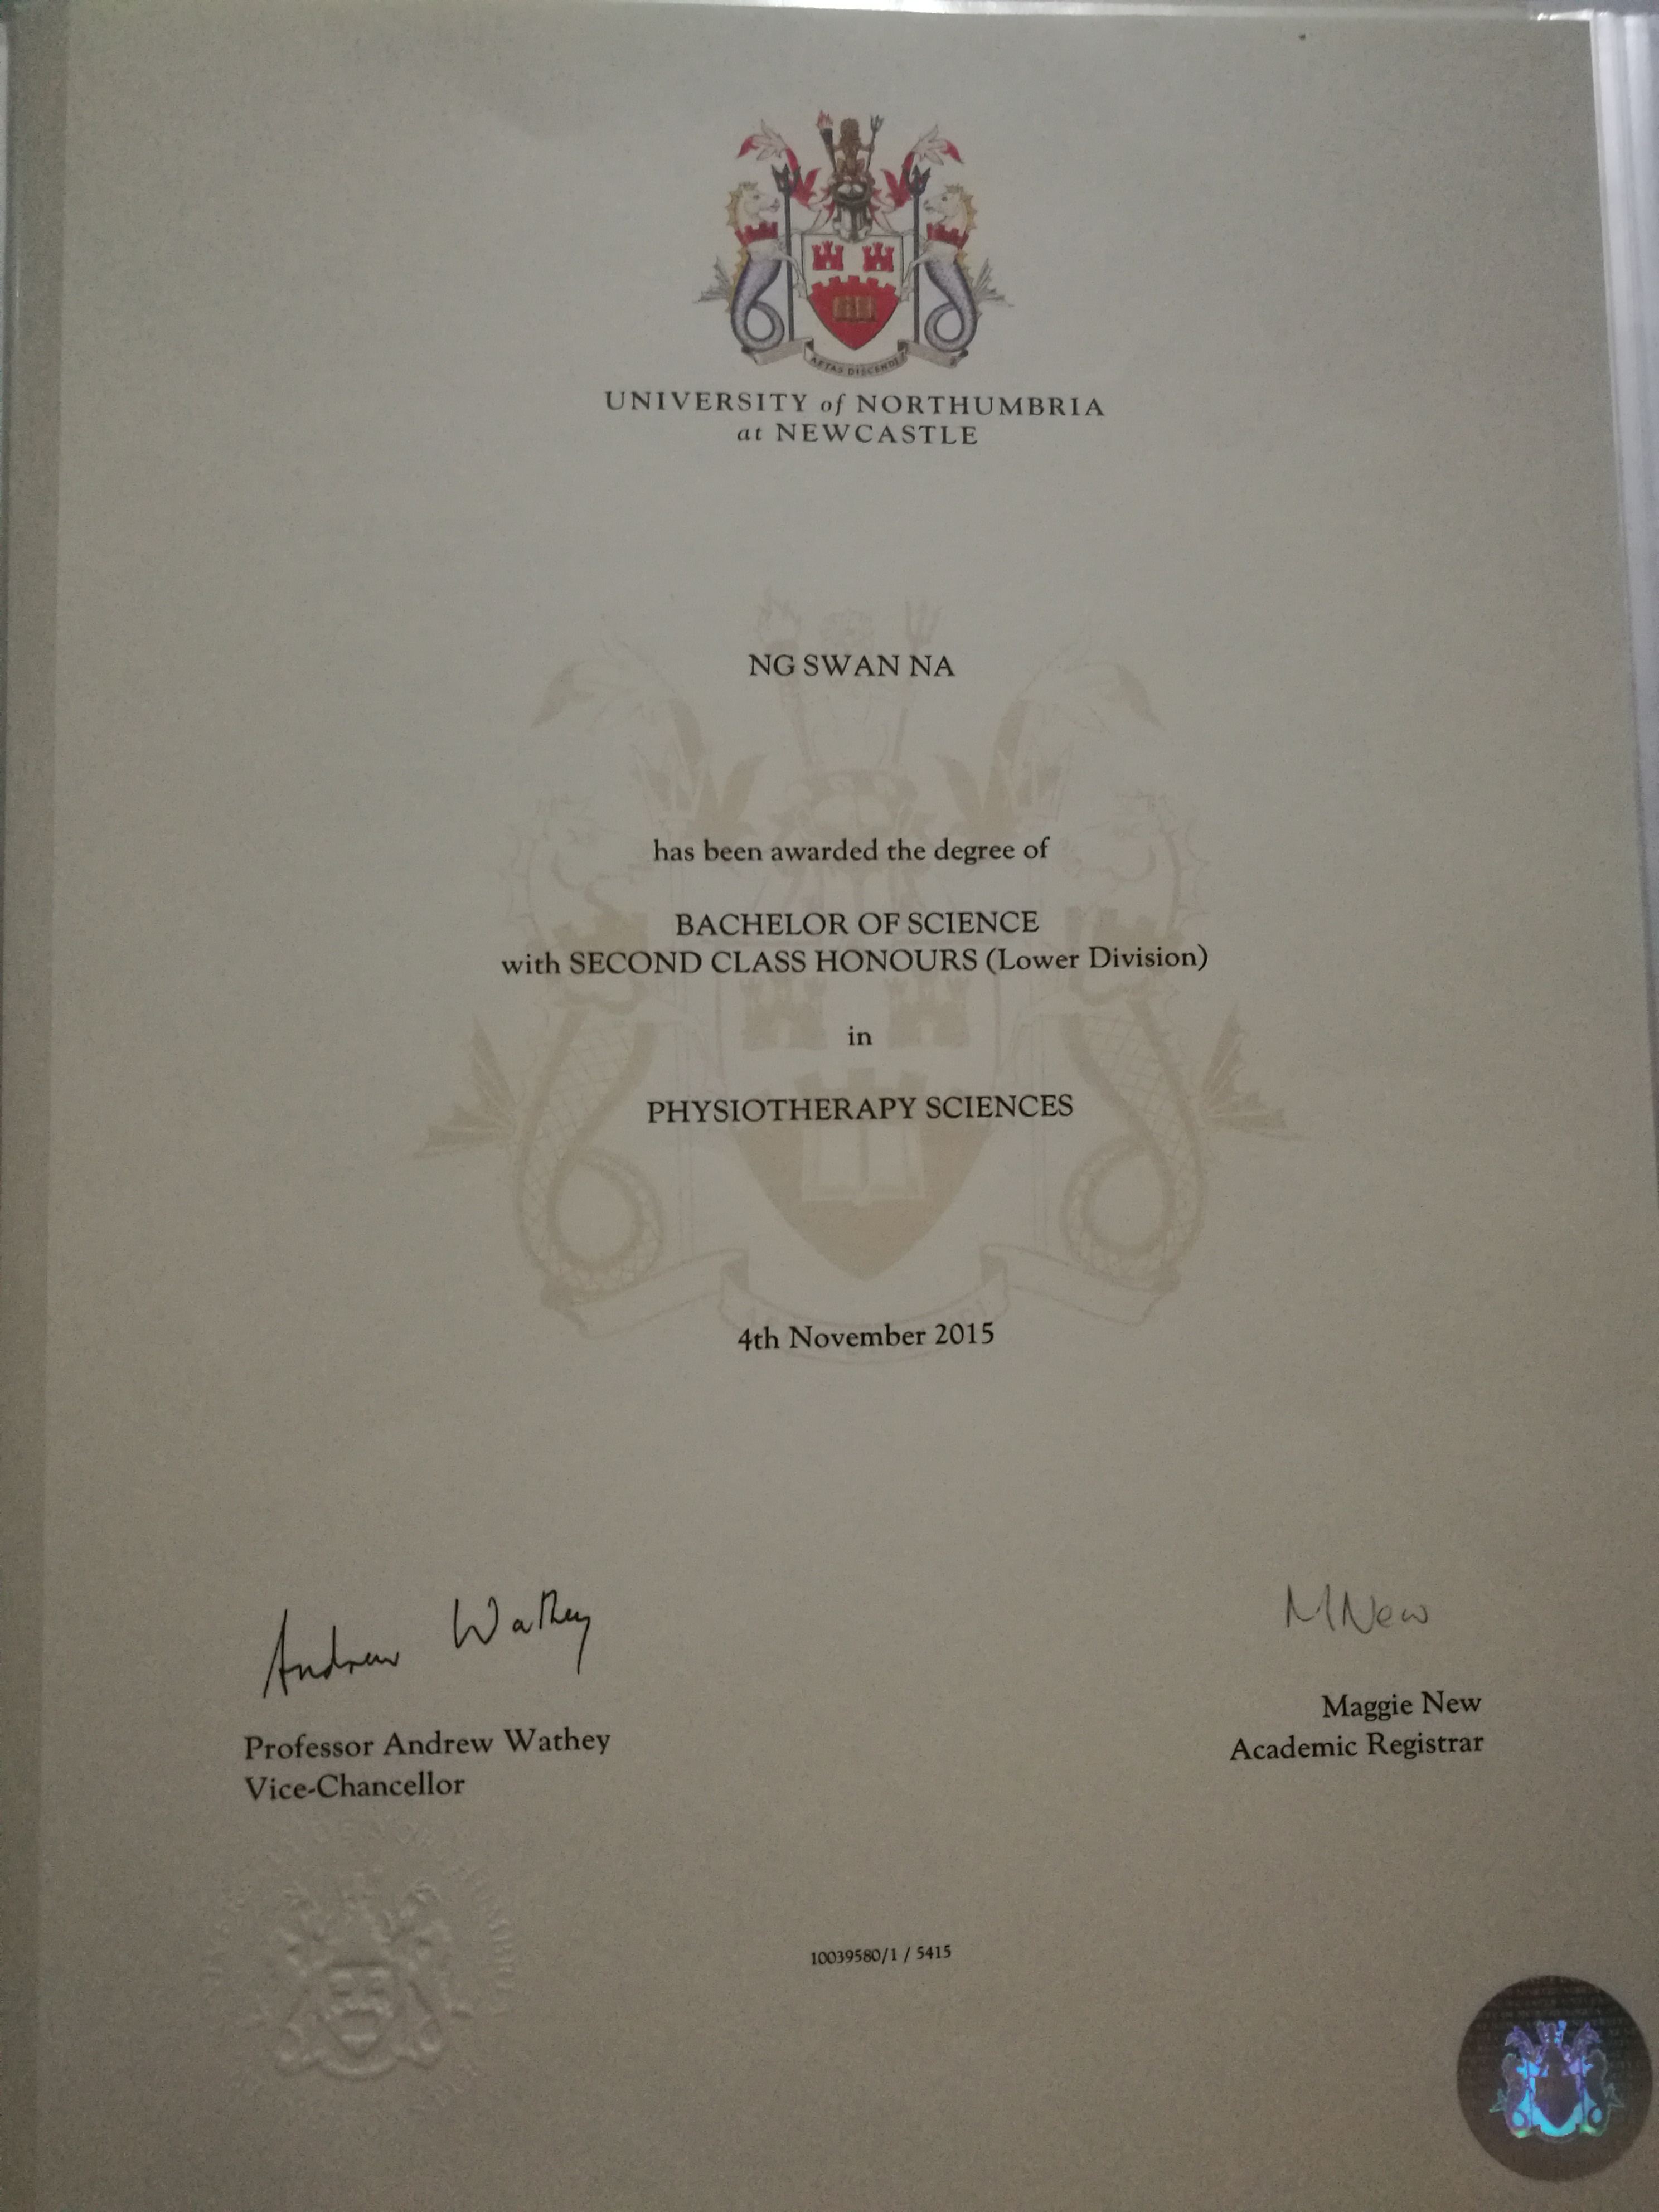 AETAS DISCENDI
UNIVERSITY of NORTHUMBRIA
at NEWCASTLE
NG SWAN NA
has been awarded the degree of
BACHELOR OF SCIENCE
with SECOND CLASS HONOURS (Lower Division)
in
PHYSIOTHERAPY SCIENCES
4th November 2015
Andrew Wathey
MNew
Professor Andrew Wathey
Vice-Chancellor
Maggie New
Academic Registrar
10039580/1 / 5415